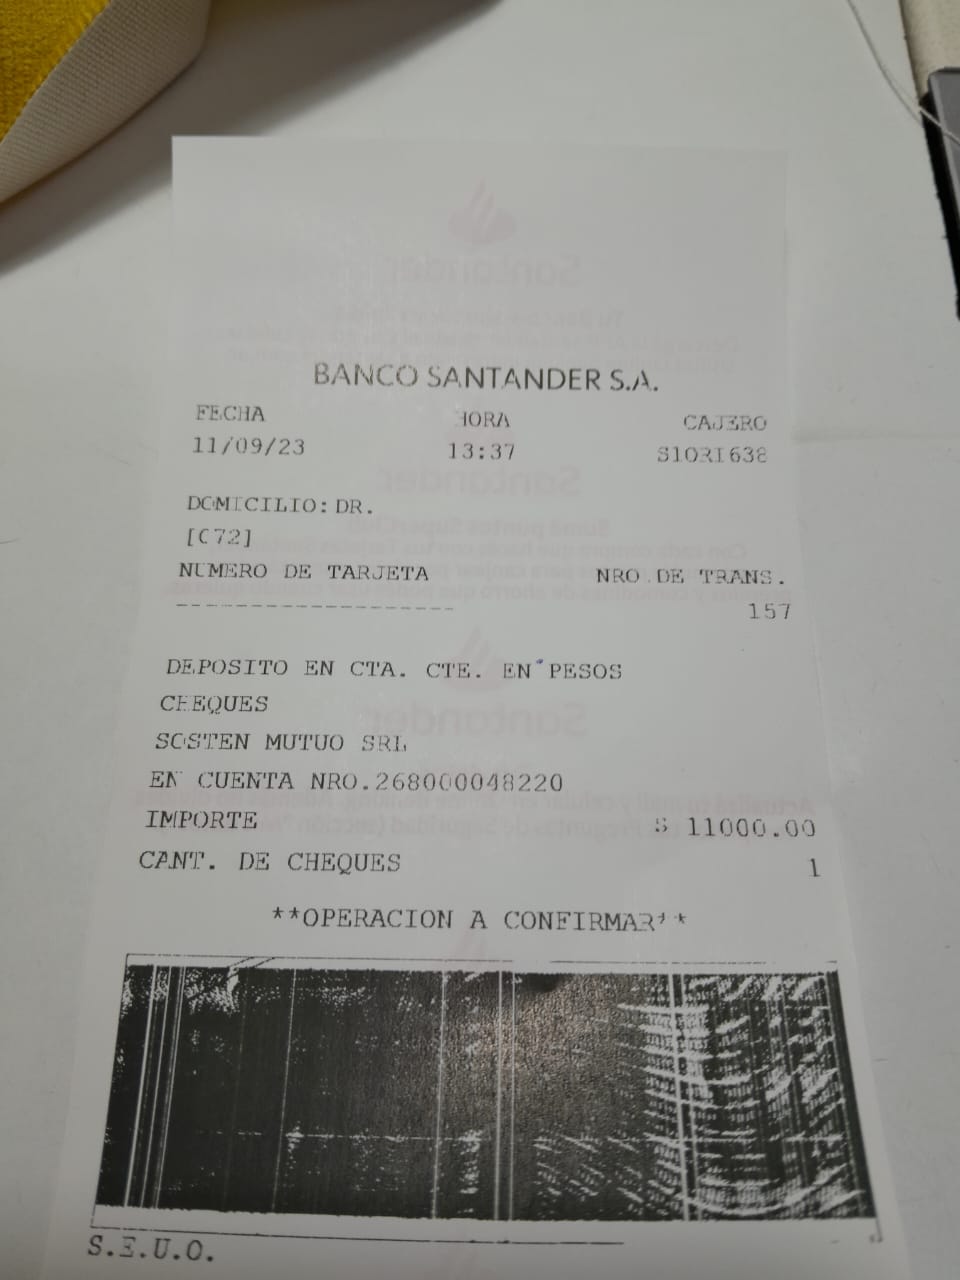 BANCO SANTANDER S.A.
FECHA HORA CAJERO
11/09/23 13:37 S1ORI638
DOMICILIO: DR.
[C72]
NUMERO DE TARJETA NRO.DE TRANS.
------------------ 157
DEPOSITO EN CTA. CTE. EN PESOS
CHEQUES
SOSTEN MUTUO SRL
EN CUENTA NRO.268000048220
IMPORTE $ 11000.00
CANT. DE CHEQUES 1
**OPERACION A CONFIRMAR**
S.E.U.O.